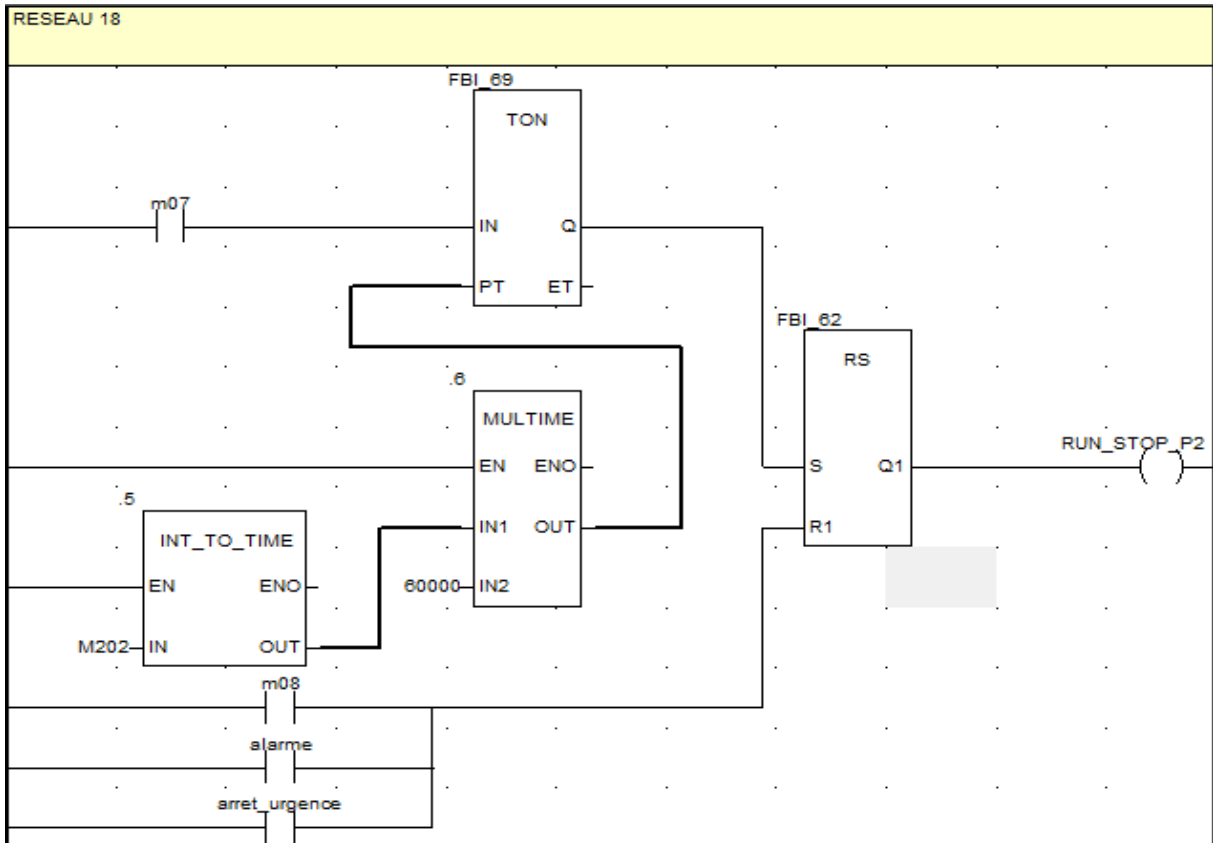 RESEAU 18
FBI_69
TON
m07
IN Q
PT ET
FBI_62
RS
.6
MULTIME
RUN_STOP_P2
EN ENO
S Q1
.5
INT_TO_TIME
IN1 OUT
R1
EN ENO
60000 IN2
M202 IN OUT
m08
alarme
arret_urgence